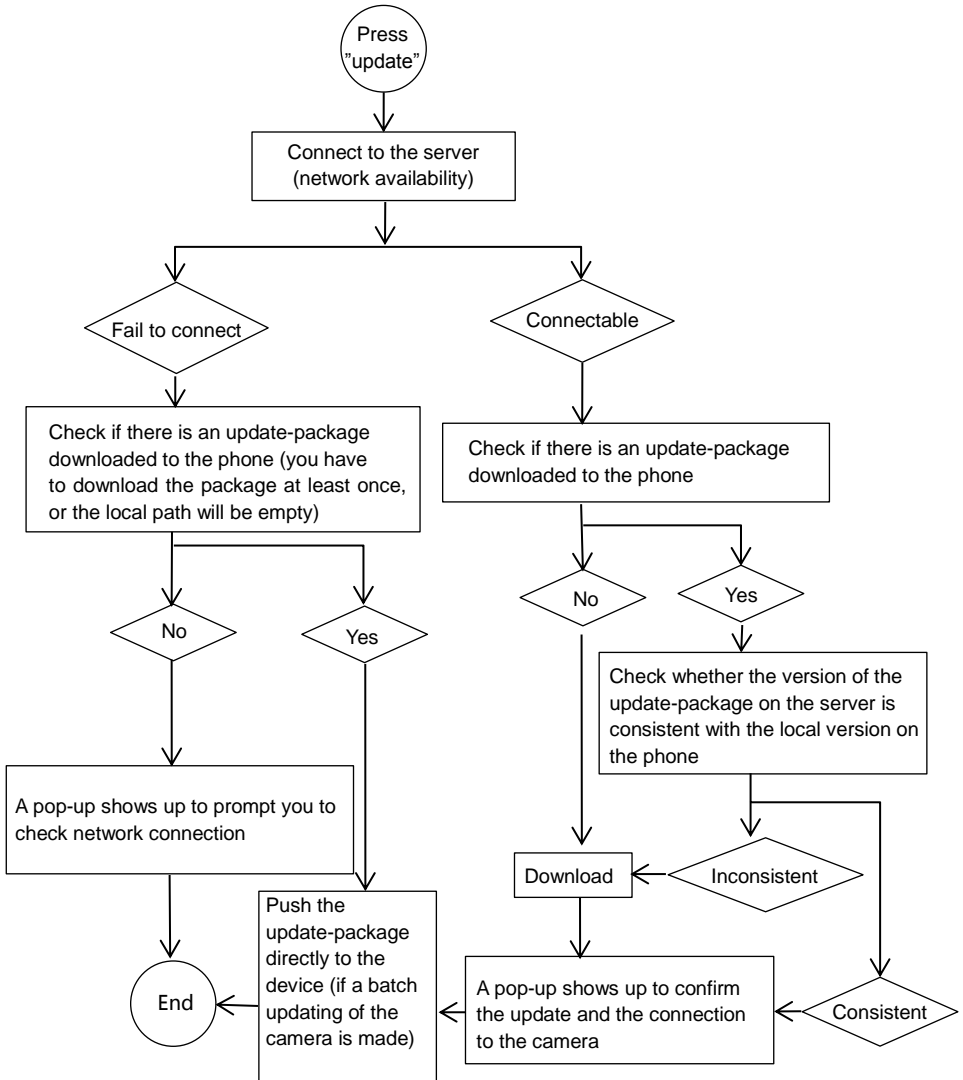 Press
"update”
Connect to the server
(network availability)
Fail to connect
Connectable
Check if there is an update-package
downloaded to the phone (you have
to download the package at least once,
or the local path will be empty)
Check if there is an update-package
downloaded to the phone
No
Yes
No
Yes
Check whether the version of the
update-package on the server is
consistent with the local version on
the phone
A pop-up shows up to prompt you to
check network connection
Download
Inconsistent
Push the
update-package
directly to the
device (if a batch
updating of the
camera is made)
End
A pop-up shows up to confirm
the update and the connection
to the camera
Consistent